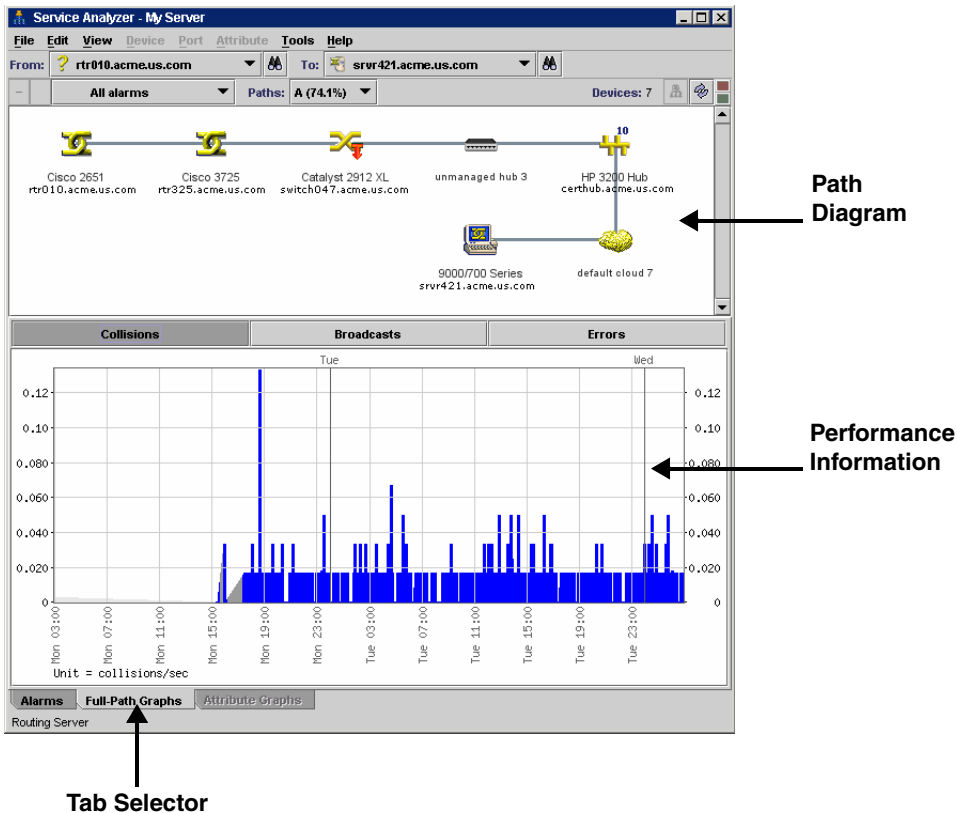 Service Analyzer - My Server
File Edit View Device Port Attribute Tools Help
From: ? rtr010.acme.us.com To: srvr421.acme.us.com
All alarms Paths: A (74.1%) Devices: 7
10
Cisco 2651 Cisco 3725 Catalyst 2912 XL unmanaged hub 3 HP 3200 Hub
rtr010.acme.us.com rtr325.acme.us.com switch047.acme.us.com certhub.acme.us.com
9000/700 Series default cloud 7
srvr421.acme.us.com
Path
Diagram
Collisions Broadcasts Errors
Tue Wed
0.12 0.12
0.10 0.10
0.080 0.080
0.060 0.060
0.040 0.040
0.020 0.020
0 0
Mon 03:00 Mon 07:00 Mon 11:00 Mon 15:00 Mon 19:00 Mon 23:00 Tue 03:00 Tue 07:00 Tue 11:00 Tue 15:00 Tue 19:00 Tue 23:00
Unit = collisions/sec
Performance
Information
Alarms Full-Path Graphs Attribute Graphs
Routing Server
Tab Selector